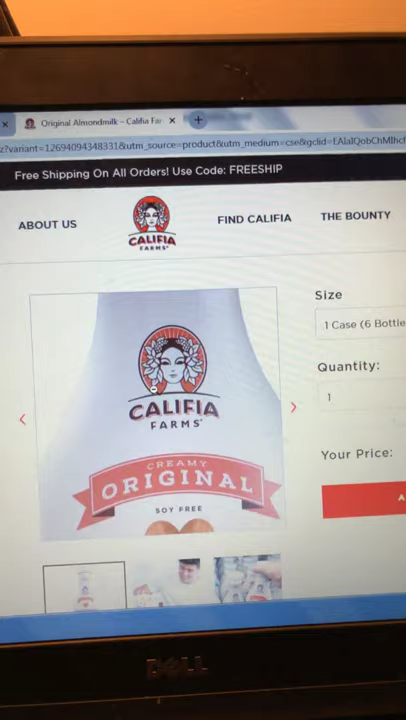 Original Almondmilk – Califia Far
z?variant=12694094348331&utm_source=product&utm_medium=cse&gclid=EAIaIQobChMIhcf
Free Shipping On All Orders! Use Code: FREESHIP
ABOUT US
CALIFIA
FARMS
FIND CALIFIA
THE BOUNTY
Size
1 Case (6 Bottle
Quantity:
1
Your Price:
A
CALIFIA
FARMS
CREAMY
ORIGINAL
SOY FREE
DELL